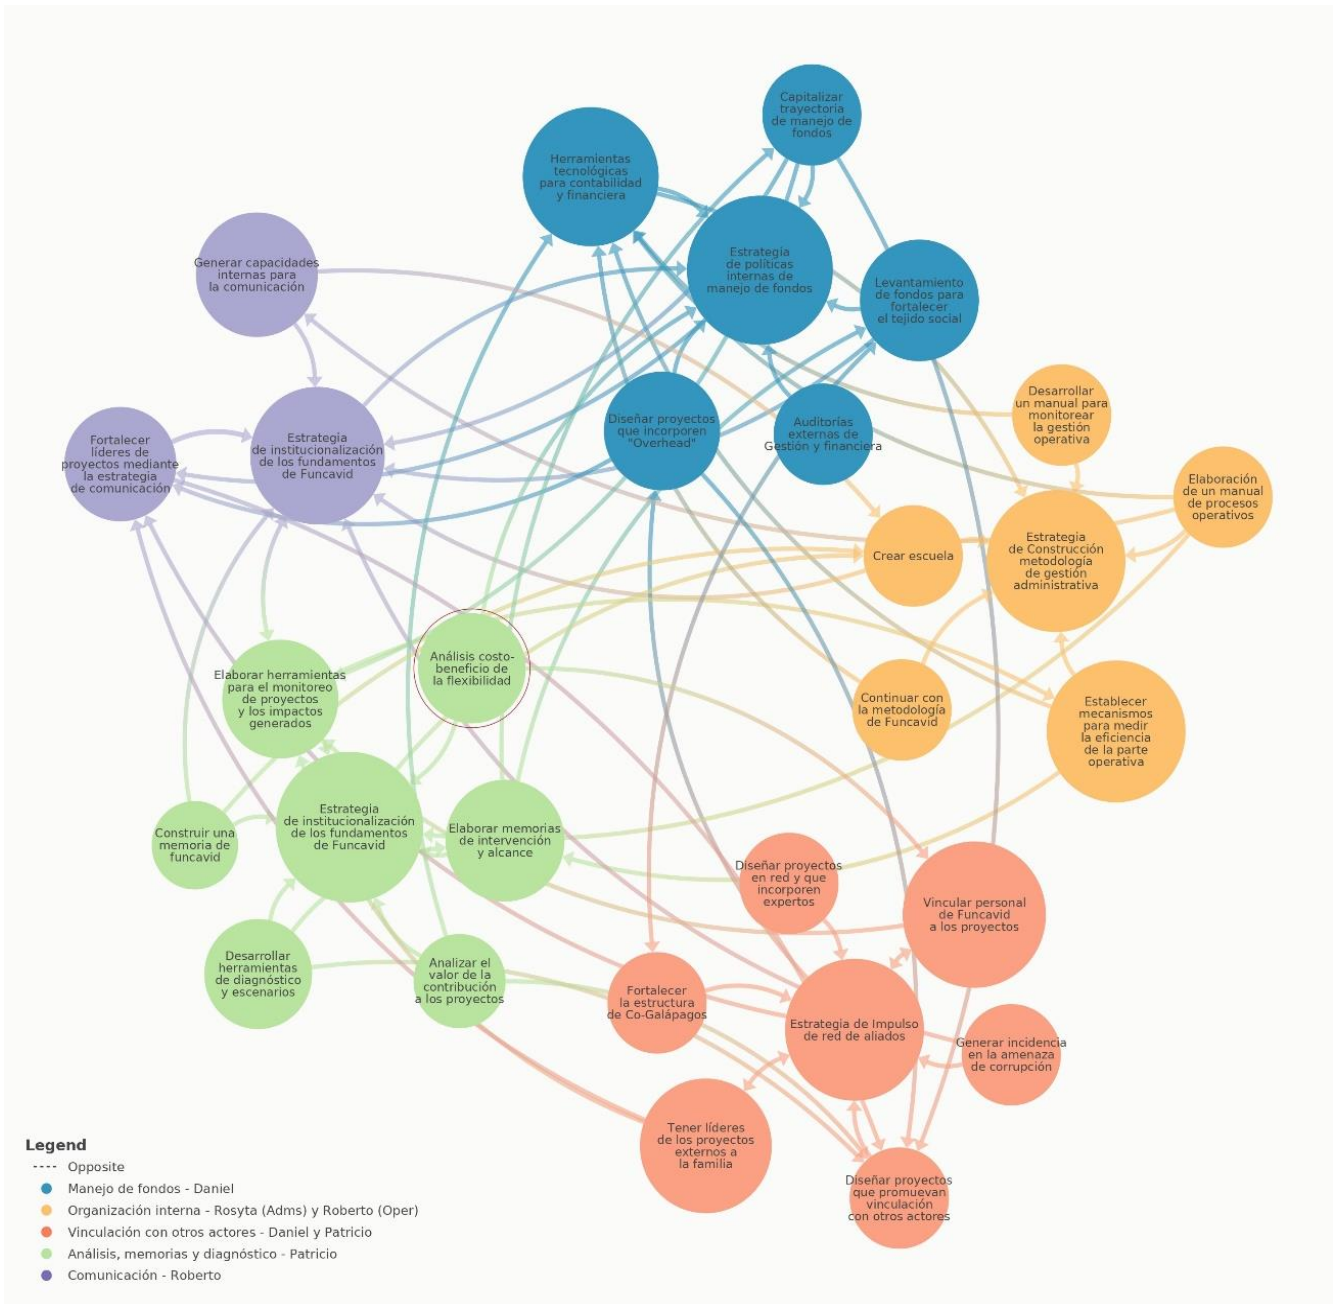 Capitalizar
trayectoria
de manejo de
fondos
Herramientas
tecnológicas
para contabilidad
y financiera
Estrategia
de políticas
internas de
manejo de fondos
Levantamiento
de fondos para
fortalecer
el tejido social
Generar capacidades
internas para
la comunicación
Diseñar proyectos
que incorporen
"Overhead"
Auditorías
externas de
Gestión y financiera
Desarrollar
un manual para
monitorear
la gestión
operativa
Fortalecer
líderes de
proyectos mediante
la estrategia
de comunicación
Estrategia
de institucionalización
de los fundamentos
de Funcavid
Elaboración
de un manual
de procesos
operativos
Crear escuela
Estrategia
de Construcción
metodología
de gestión
administrativa
Elaborar herramientas
para el monitoreo
de proyectos
y los impactos
generados
Análisis costo-
beneficio de
la flexibilidad
Continuar con
la metodología
de Funcavid
Establecer
mecanismos
para medir
la eficiencia
de la parte
operativa
Construir una
memoria de
funcavid
Estrategia
de institucionalización
de los fundamentos
de Funcavid
Elaborar memorias
de intervención
y alcance
Diseñar proyectos
en red y que
incorporen
expertos
Vincular personal
de Funcavid
a los proyectos
Desarrollar
herramientas
de diagnóstico
y escenarios
Analizar el
valor de la
contribución
a los proyectos
Fortalecer
la estructura
de Co-Galápagos
Estrategia de Impulso
de red de aliados
Generar incidencia
en la amenaza
de corrupción
Tener líderes
de los proyectos
externos a
la familia
Diseñar proyectos
que promuevan
vinculación
con otros actores
Legend
Opposite
Manejo de fondos - Daniel
Organización interna - Rosyta (Adms) y Roberto (Oper)
Vinculación con otros actores - Daniel y Patricio
Análisis, memorias y diagnóstico - Patricio
Comunicación - Roberto